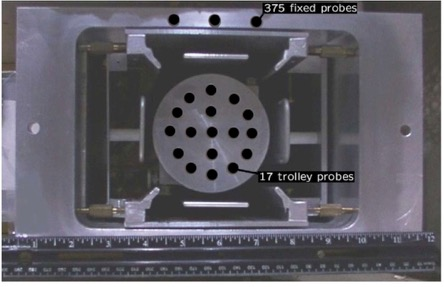 375 fixed probes
17 trolley probes
1 2 3 4 5 6 7 8 9 10 11 12